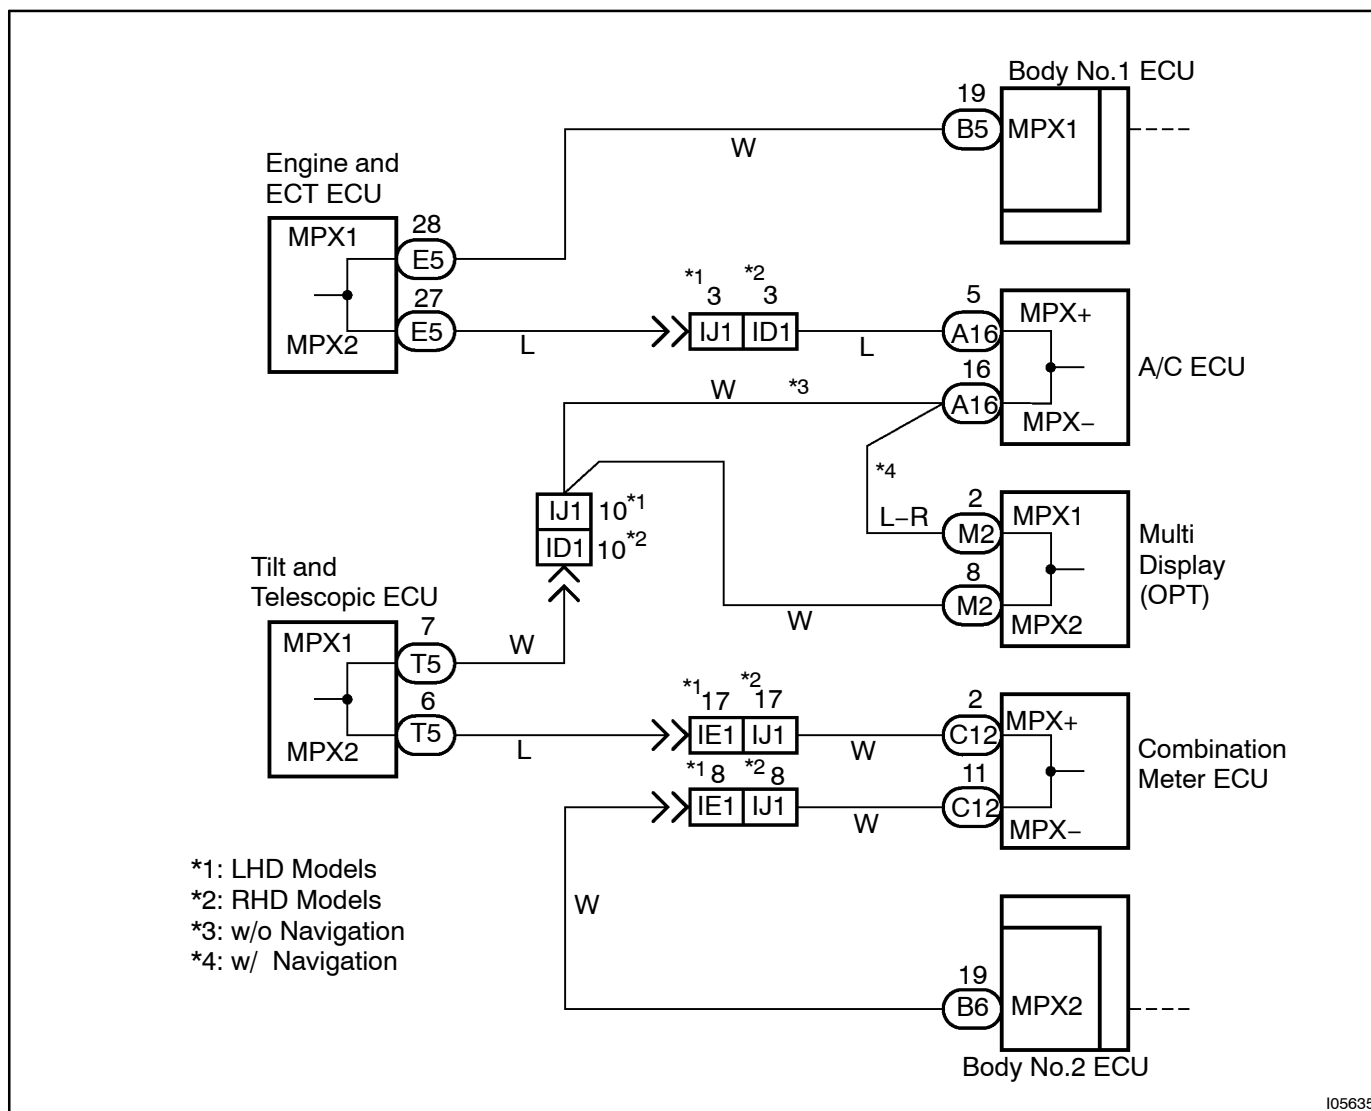 Body No.1 ECU
19
B5
MPX1
W
Engine and
ECT ECU
MPX1
28
E5
27
E5
MPX2
L
*1 *2
3 3
IJ1 ID1
L
5
A16
MPX+
16
A16
MPX−
A/C ECU
W *3
*4
L−R
IJ1 10*1
ID1 10*2
2
M2
MPX1
8
M2
MPX2
Multi
Display
(OPT)
W
Tilt and
Telescopic ECU
MPX1
7
T5
W
6
T5
MPX2
L
*1 17 *2 17
IE1 IJ1
W
2
C12
MPX+
*1 8 *2 8
IE1 IJ1
W
11
C12
MPX−
Combination
Meter ECU
W
*1: LHD Models
*2: RHD Models
*3: w/o Navigation
*4: w/ Navigation
19
B6
MPX2
Body No.2 ECU
I05635